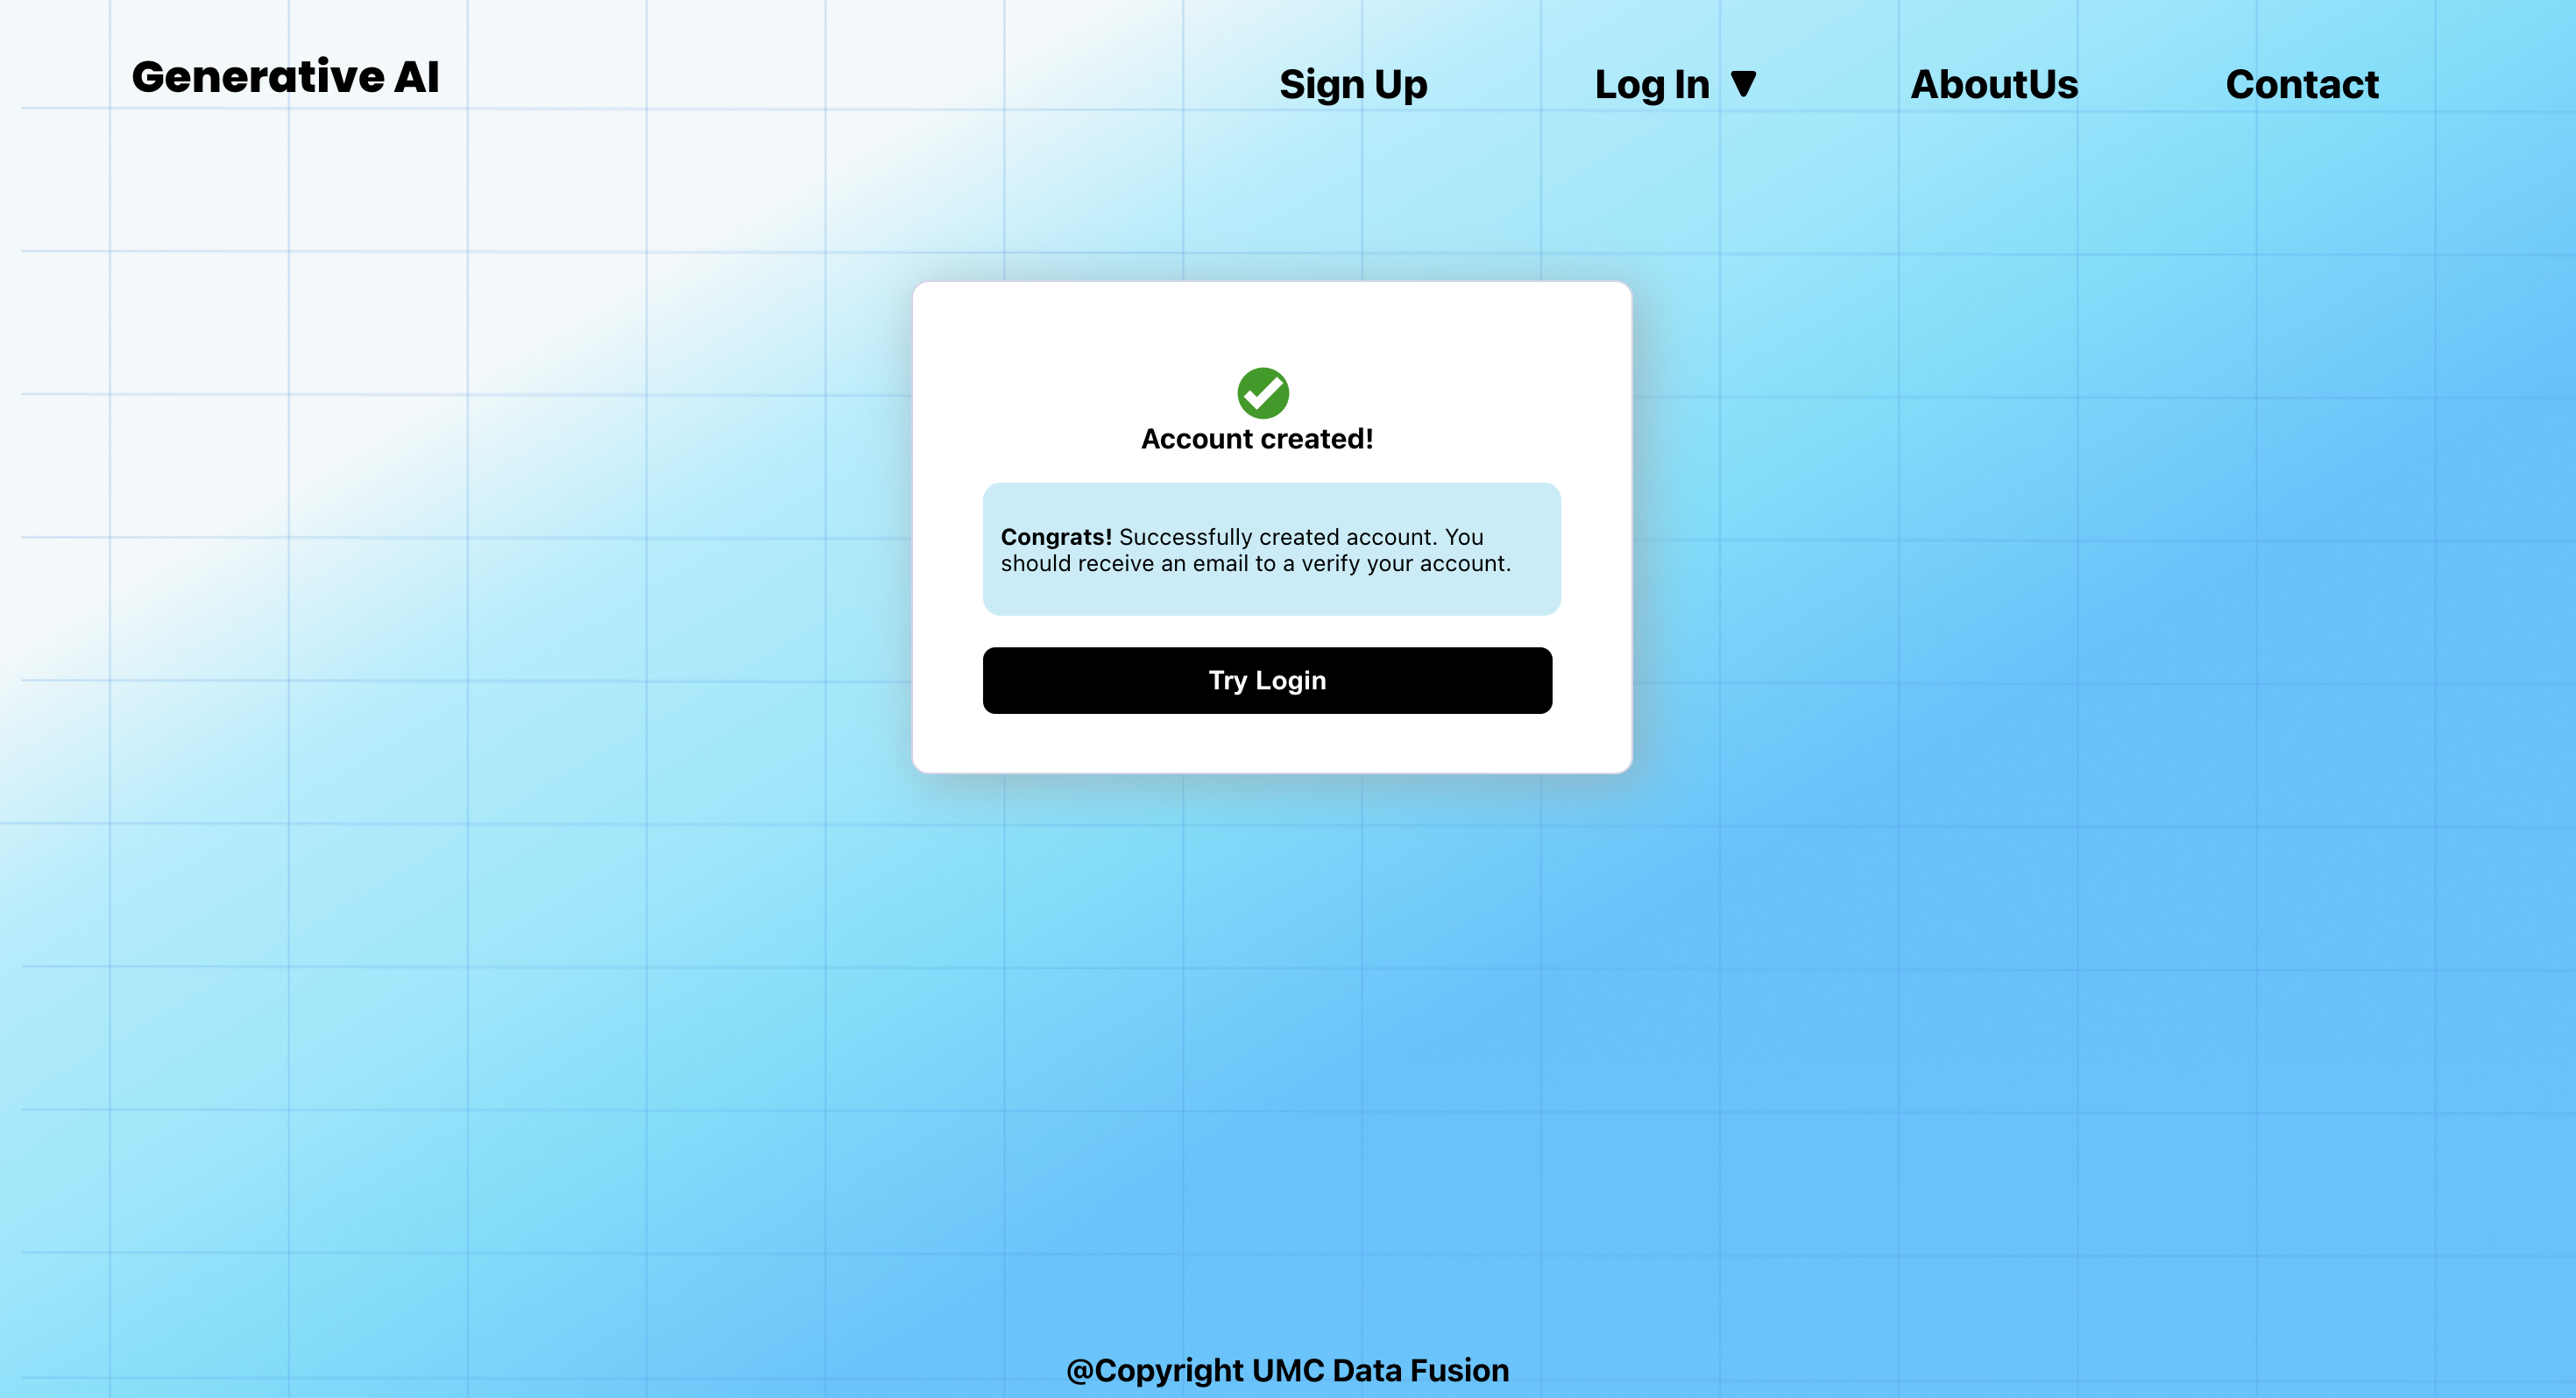 Generative AI
Sign Up
Log In ▼
AboutUs
Contact
Account created!
Congrats! Successfully created account. You
should receive an email to a verify your account.
Try Login
@Copyright UMC Data Fusion